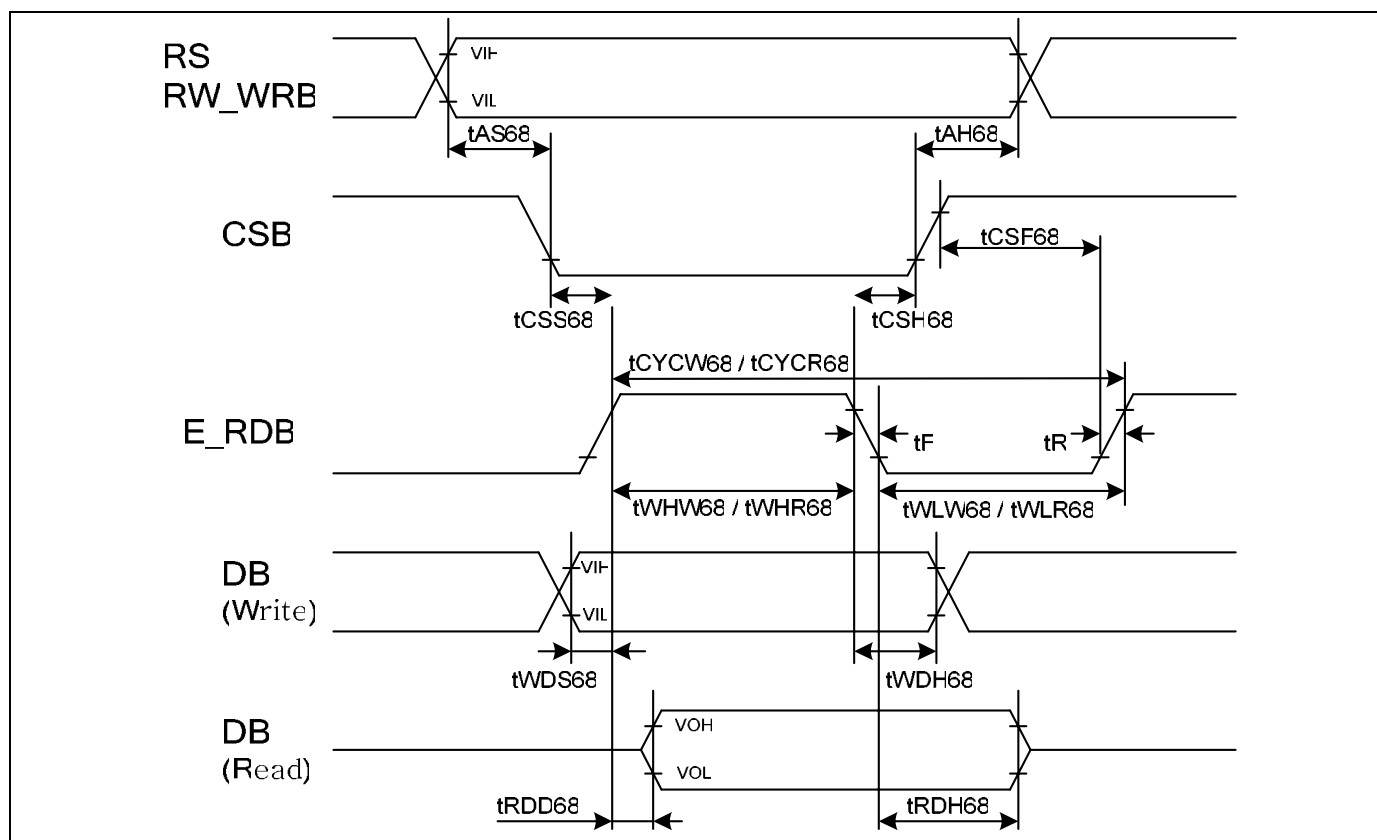 RS
RW_WRB
VIH
VIL
tAS68
tAH68
CSB
tCSF68
tCSS68
tCSH68
tCYCW68 / tCYCR68
E_RDB
tF
tR
tWHW68 / tWHR68
tWLW68 / tWLR68
DB
(Write)
VIH
VIL
tWDS68
tWDH68
DB
(Read)
VOH
VOL
tRDD68
tRDH68